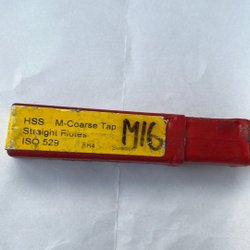 HSS M-Coarse Tap
Straight Flutes
ISO 529
M16